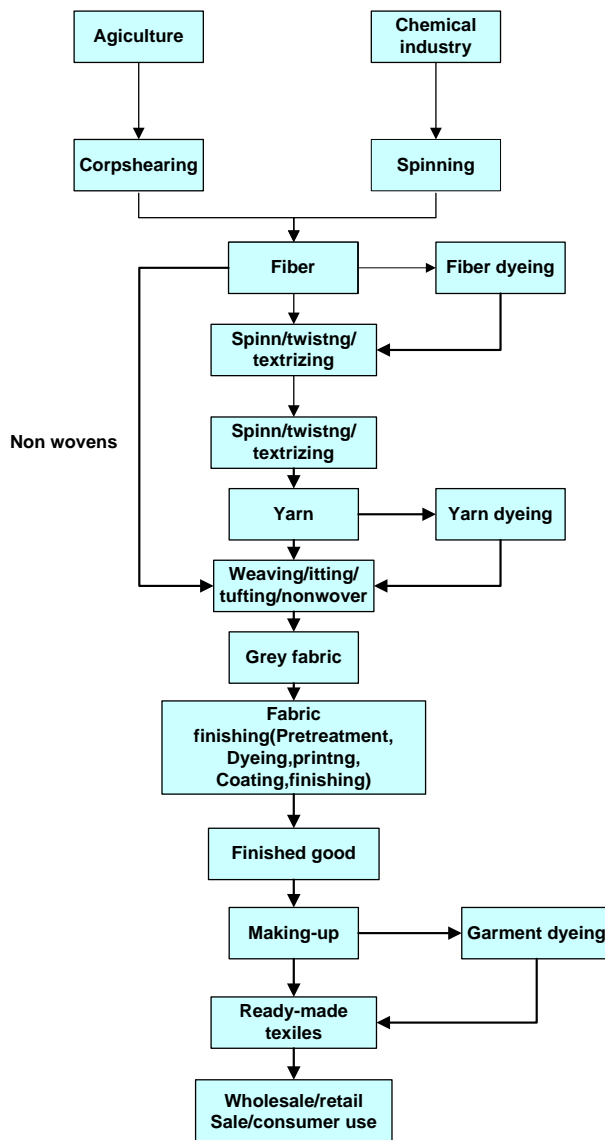 Agiculture
Chemical
industry
Corpshearing
Spinning
Fiber
Fiber dyeing
Spinn/twistng/
textrizing
Non wovens
Spinn/twistng/
textrizing
Yarn
Yarn dyeing
Weaving/itting/
tufting/nonwover
Grey fabric
Fabric
finishing(Pretreatment,
Dyeing,printng,
Coating,finishing)
Finished good
Making-up
Garment dyeing
Ready-made
texiles
Wholesale/retail
Sale/consumer use